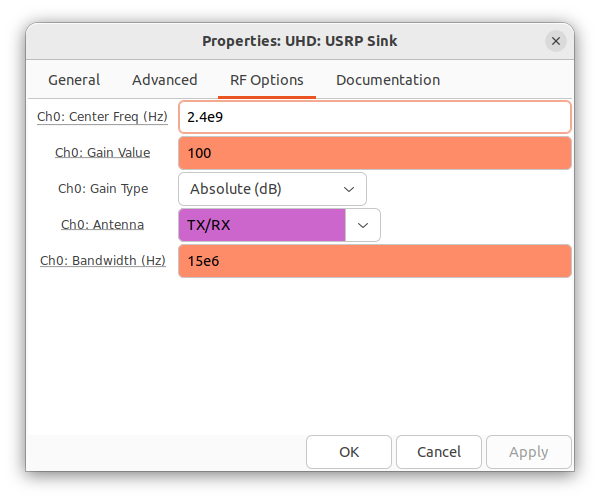 Properties: UHD: USRP Sink
General Advanced RF Options Documentation
Ch0: Center Freq (Hz) 2.4e9
Ch0: Gain Value 100
Ch0: Gain Type Absolute (dB)
Ch0: Antenna TX/RX
Ch0: Bandwidth (Hz) 15e6
OK Cancel Apply